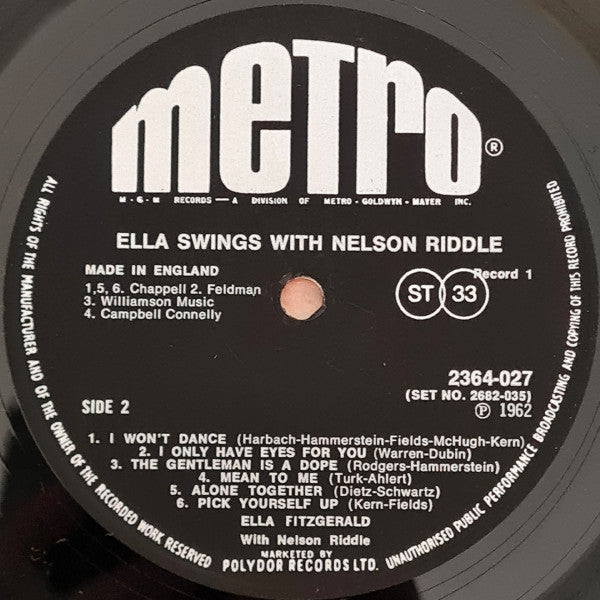 metro®
M-G-M RECORDS — A DIVISION OF METRO-GOLDWYN-MAYER INC.
ELLA SWINGS WITH NELSON RIDDLE
MADE IN ENGLAND
1,5, 6. Chappell 2. Feldman
3. Williamson Music
4. Campbell Connelly
Record 1
ST 33
2364-027
(SET NO. 2682-035)
℗ 1962
SIDE 2
1. I WON'T DANCE (Harbach-Hammerstein-Fields-McHugh-Kern)
2. I ONLY HAVE EYES FOR YOU (Warren-Dubin)
3. THE GENTLEMAN IS A DOPE (Rodgers-Hammerstein)
4. MEAN TO ME (Turk-Ahlert)
5. ALONE TOGETHER (Dietz-Schwartz)
6. PICK YOURSELF UP (Kern-Fields)
ELLA FITZGERALD
With Nelson Riddle
MARKETED BY
POLYDOR RECORDS LTD.
ALL RIGHTS OF THE MANUFACTURER AND OF THE OWNER OF THE RECORDED WORK RESERVED
UNAUTHORISED PUBLIC PERFORMANCE BROADCASTING AND COPYING OF THIS RECORD PROHIBITED